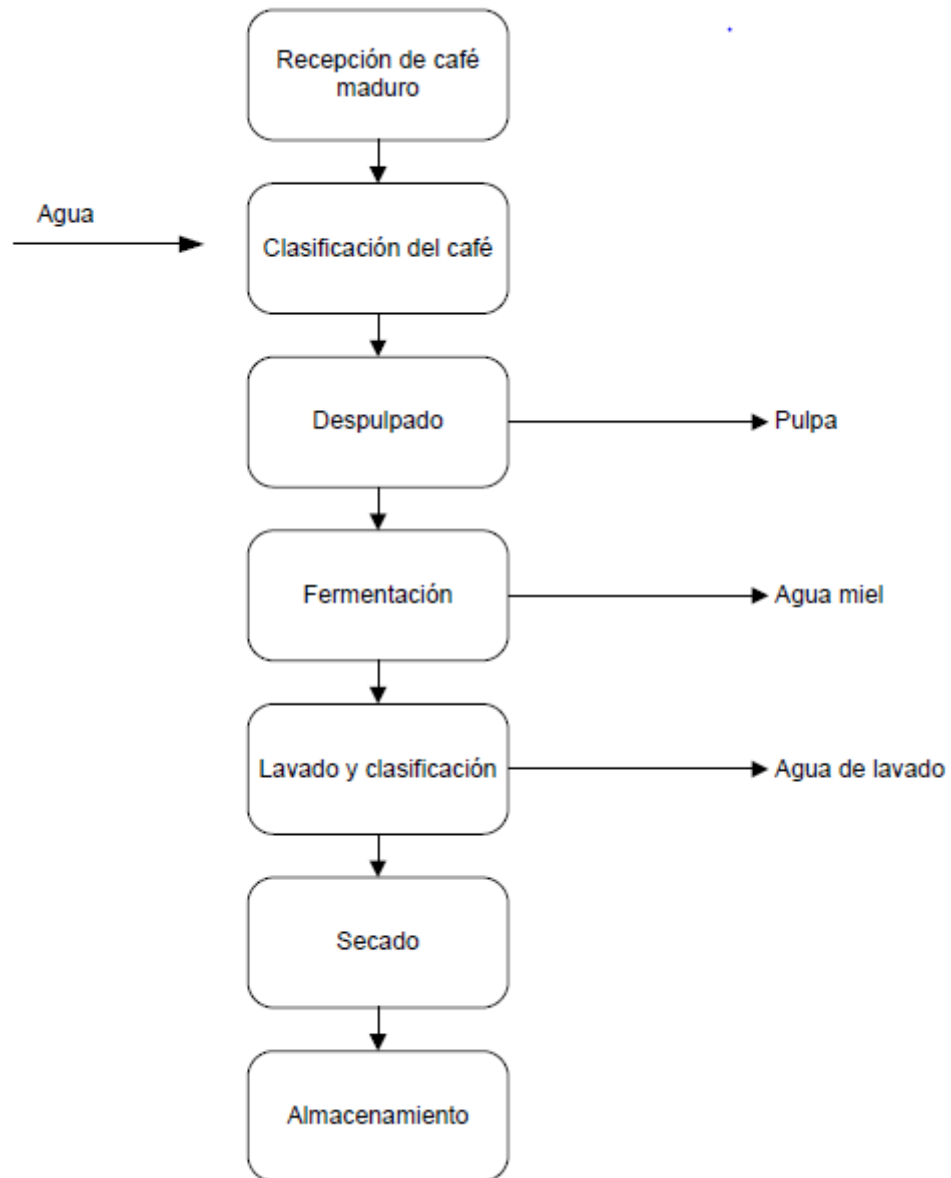 Recepción de café
maduro
Agua
Clasificación del café
Despulpado
Pulpa
Fermentación
Agua miel
Lavado y clasificación
Agua de lavado
Secado
Almacenamiento